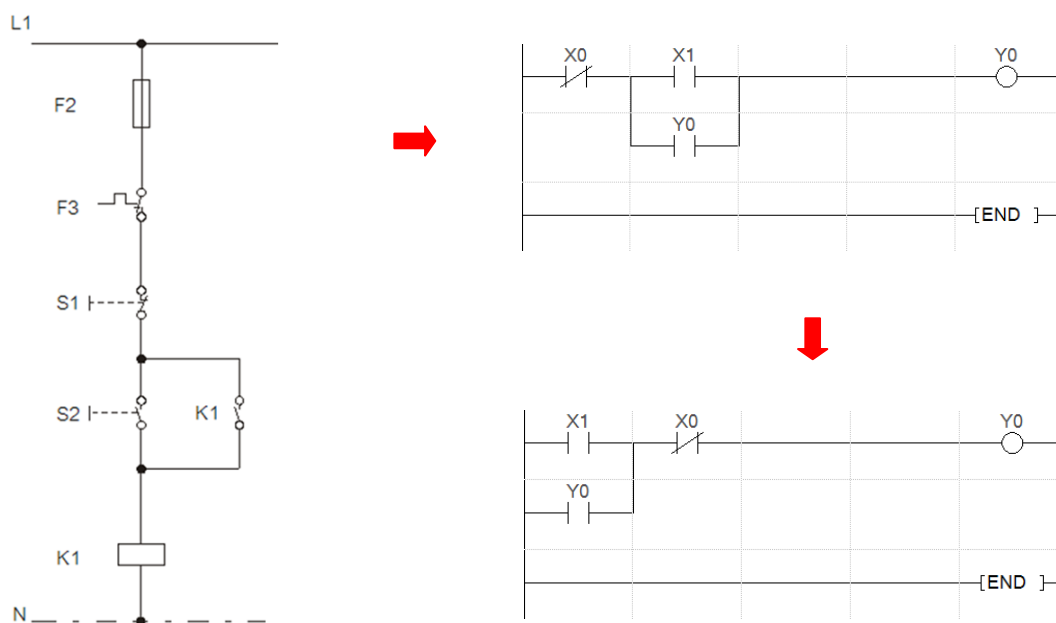 L1
F2
F3
S1
S2
K1
K1
N
X0 X1 Y0
Y0
[END ]
X1 X0 Y0
Y0
[END ]